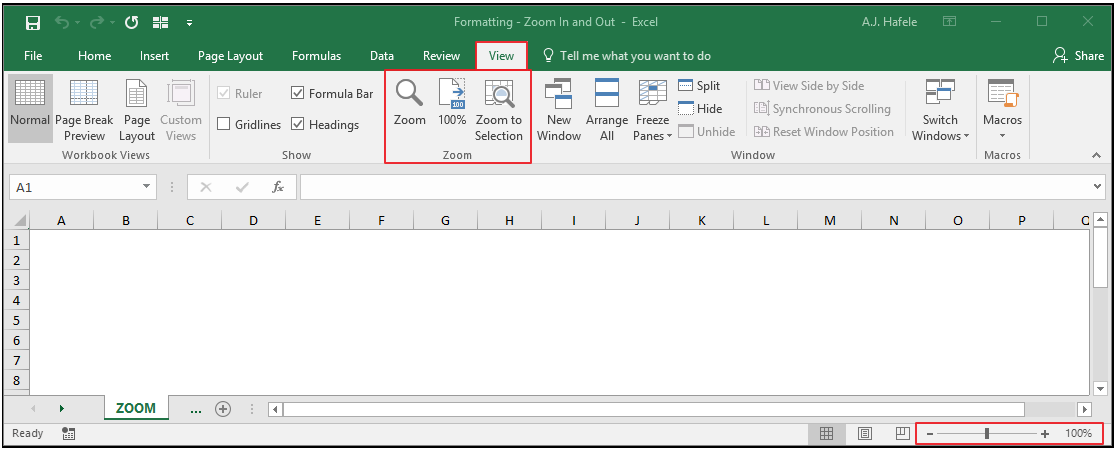 Formatting - Zoom In and Out - Excel
A.J. Hafele
File Home Insert Page Layout Formulas Data Review View Tell me what you want to do Share
Normal
Page Break
Preview
Page
Layout
Custom
Views
Workbook Views
Ruler
Formula Bar
Gridlines
Headings
Show
Zoom
100
100%
Zoom to
Selection
Zoom
New
Window
Arrange
All
Freeze
Panes
Split
Hide
Unhide
View Side by Side
Synchronous Scrolling
Reset Window Position
Switch
Windows
Window
Macros
Macros
A1
fx
A B C D E F G H I J K L M N O P Q
1
2
3
4
5
6
7
8
ZOOM ...
Ready
100%